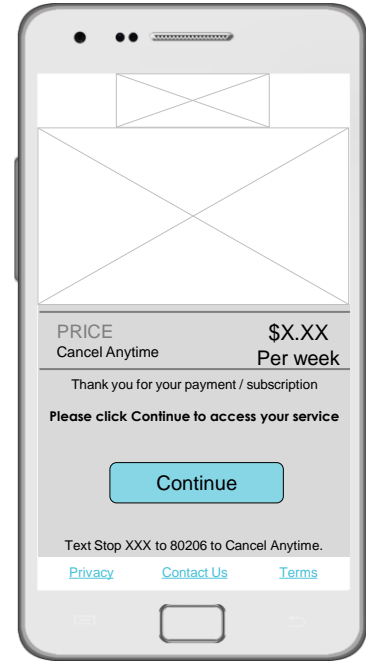 PRICE $X.XX
Cancel Anytime Per week
Thank you for your payment / subscription
Please click Continue to access your service
Continue
Text Stop XXX to 80206 to Cancel Anytime.
Privacy Contact Us Terms